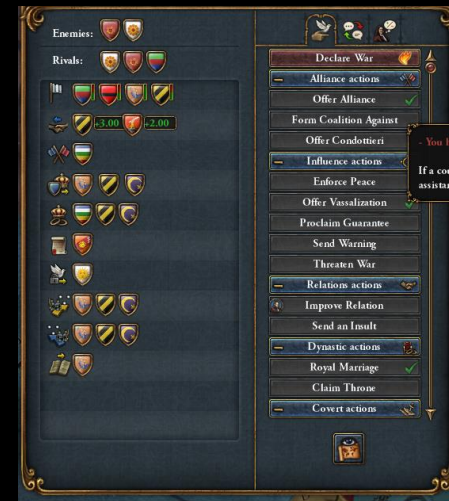 Enemies:
Rivals:
+3.00
+2.00
Declare War
Alliance actions
Offer Alliance
Form Coalition Against
Offer Condottieri
Influence actions
Enforce Peace
Offer Vassalization
Proclaim Guarantee
Send Warning
Threaten War
Relations actions
Improve Relation
Send an Insult
Dynastic actions
Royal Marriage
Claim Throne
Covert actions
- You
If a